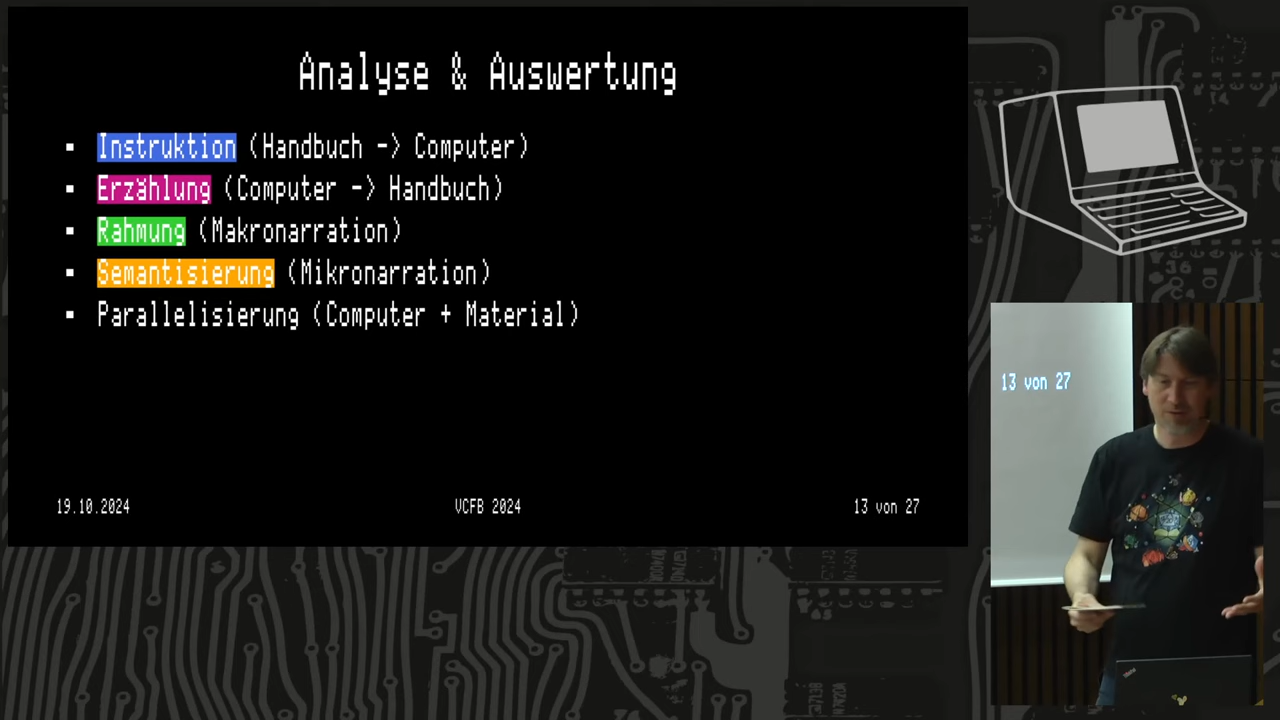 Analyse & Auswertung
▪ Instruktion (Handbuch -> Computer)
▪ Erzählung (Computer -> Handbuch)
▪ Rahmung (Makronarration)
▪ Semantisierung (Mikronarration)
▪ Parallelisierung (Computer + Material)
19.10.2024 VCFB 2024 13 von 27
13 von 27